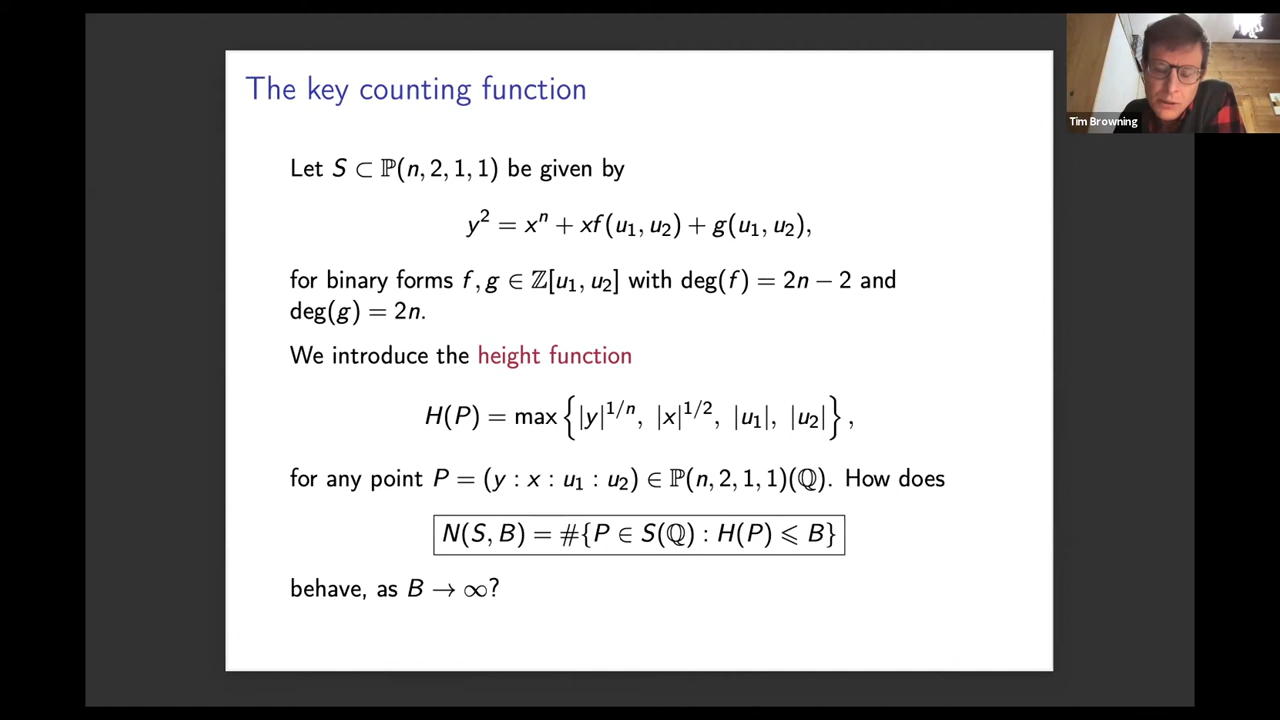 The key counting function
Let S ⊂ ℙ(n, 2, 1, 1) be given by
y² = xⁿ + xf(u₁, u₂) + g(u₁, u₂),
for binary forms f, g ∈ ℤ[u₁, u₂] with deg(f) = 2n − 2 and
deg(g) = 2n.
We introduce the height function
H(P) = max{|y|^{1/n}, |x|^{1/2}, |u₁|, |u₂|},
for any point P = (y : x : u₁ : u₂) ∈ ℙ(n, 2, 1, 1)(ℚ). How does
N(S, B) = #{P ∈ S(ℚ) : H(P) ⩽ B}
behave, as B → ∞?
Tim Browning